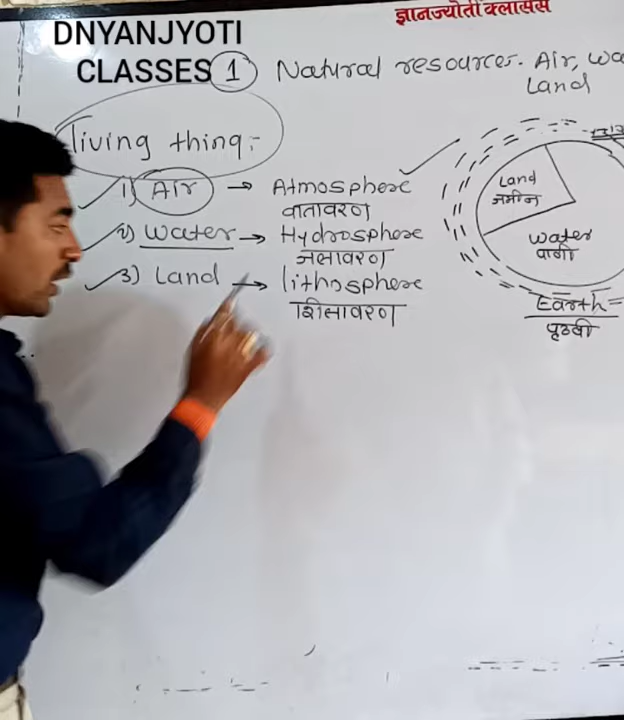 ज्ञानज्योती क्लासेस
DNYANJYOTI
CLASSES
1 Natural resources. Air, Wa
Land
living thing:-
1) Air → Atmosphere
वातावरण
2) Water → Hydrosphere
जलावरण
3) Land → lithosphere
शिलावरण
Land
जमीन
Water
पाणी
Earth =
पृथ्वी